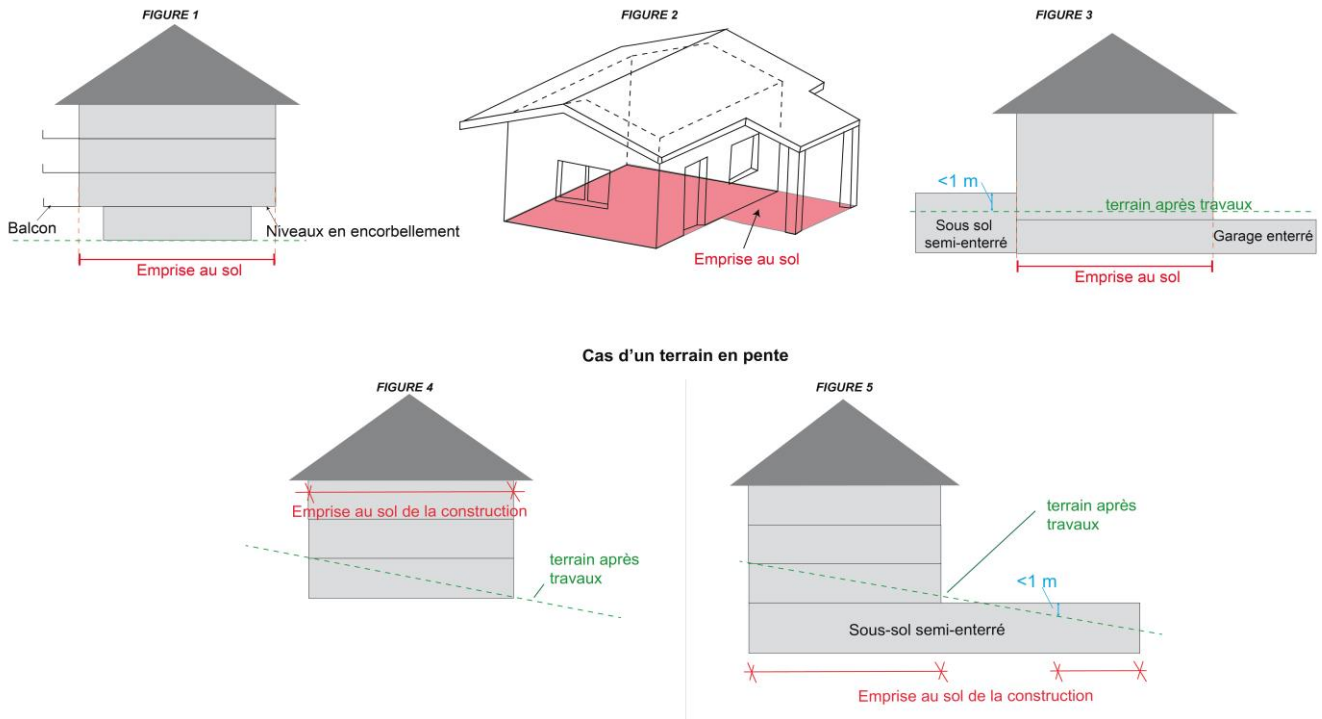 FIGURE 1
Balcon
Niveaux en encorbellement
Emprise au sol
FIGURE 2
Emprise au sol
FIGURE 3
<1 m
terrain après travaux
Sous sol
semi-enterré
Garage enterré
Emprise au sol
Cas d'un terrain en pente
FIGURE 4
Emprise au sol de la construction
terrain après
travaux
FIGURE 5
terrain après
travaux
<1 m
Sous-sol semi-enterré
Emprise au sol de la construction